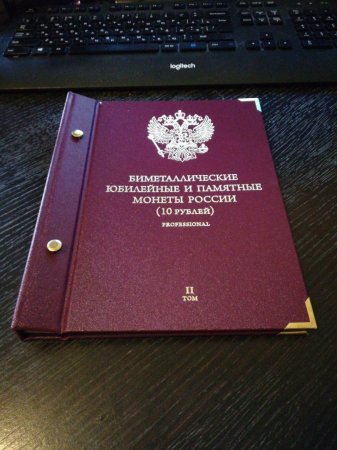 logitech
БИМЕТАЛЛИЧЕСКИЕ
ЮБИЛЕЙНЫЕ И ПАМЯТНЫЕ
МОНЕТЫ РОССИИ
(10 РУБЛЕЙ)
PROFESSIONAL
II
ТОМ